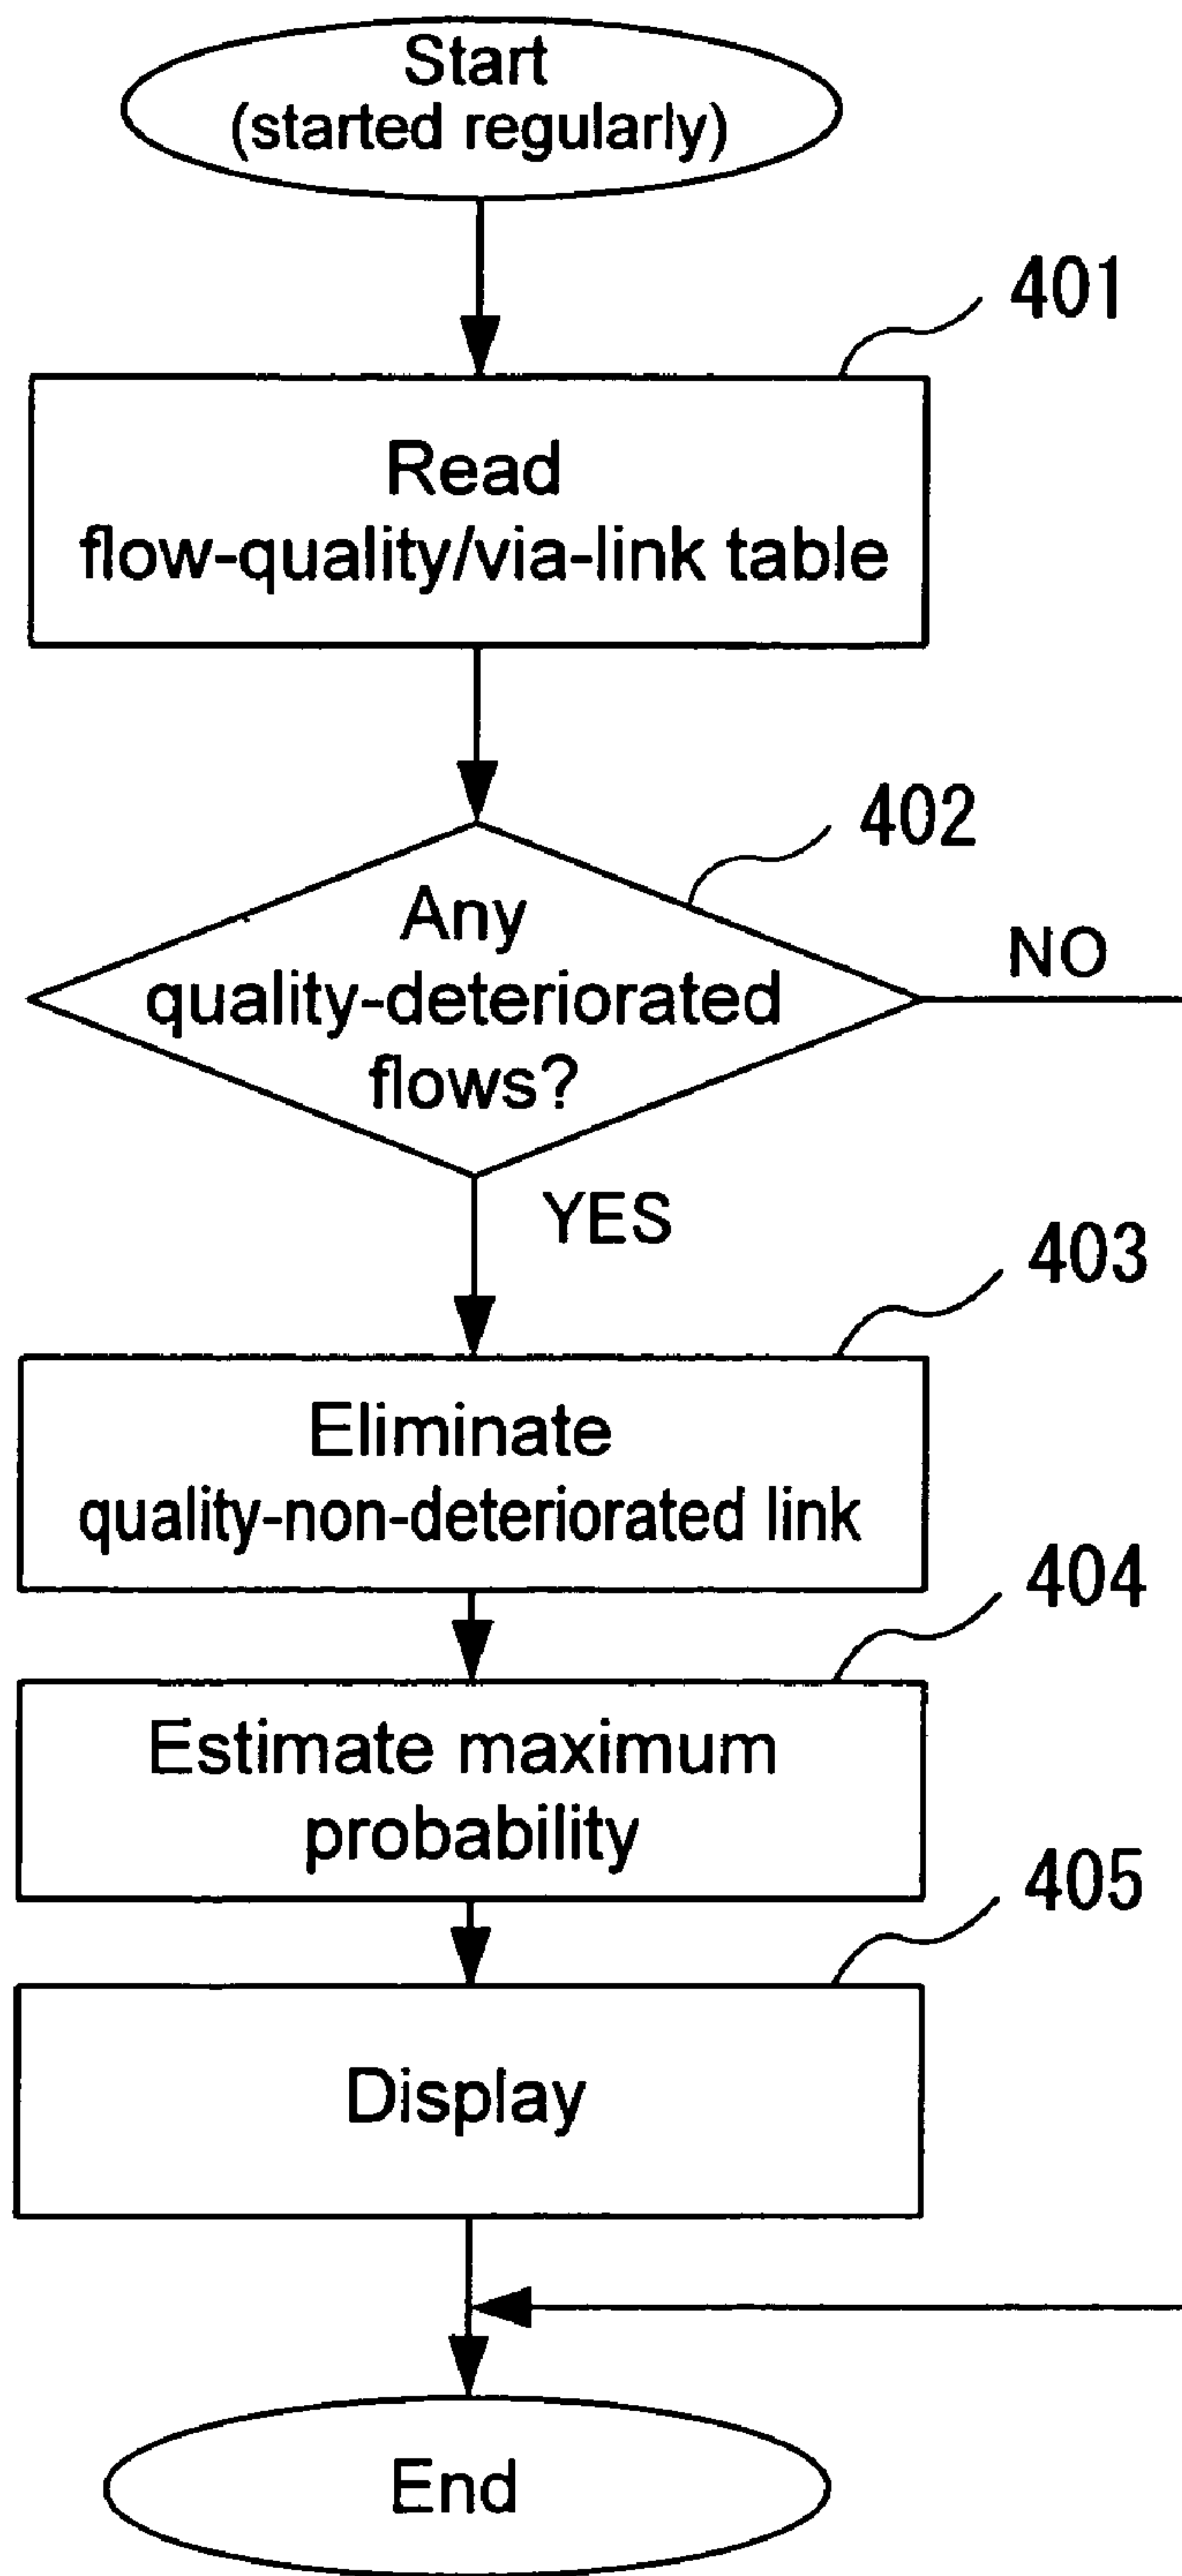 Start
(started regularly)
401
Read
flow-quality/via-link table
402
Any
quality-deteriorated
flows?
NO
YES
403
Eliminate
quality-non-deteriorated link
404
Estimate maximum
probability
405
Display
End